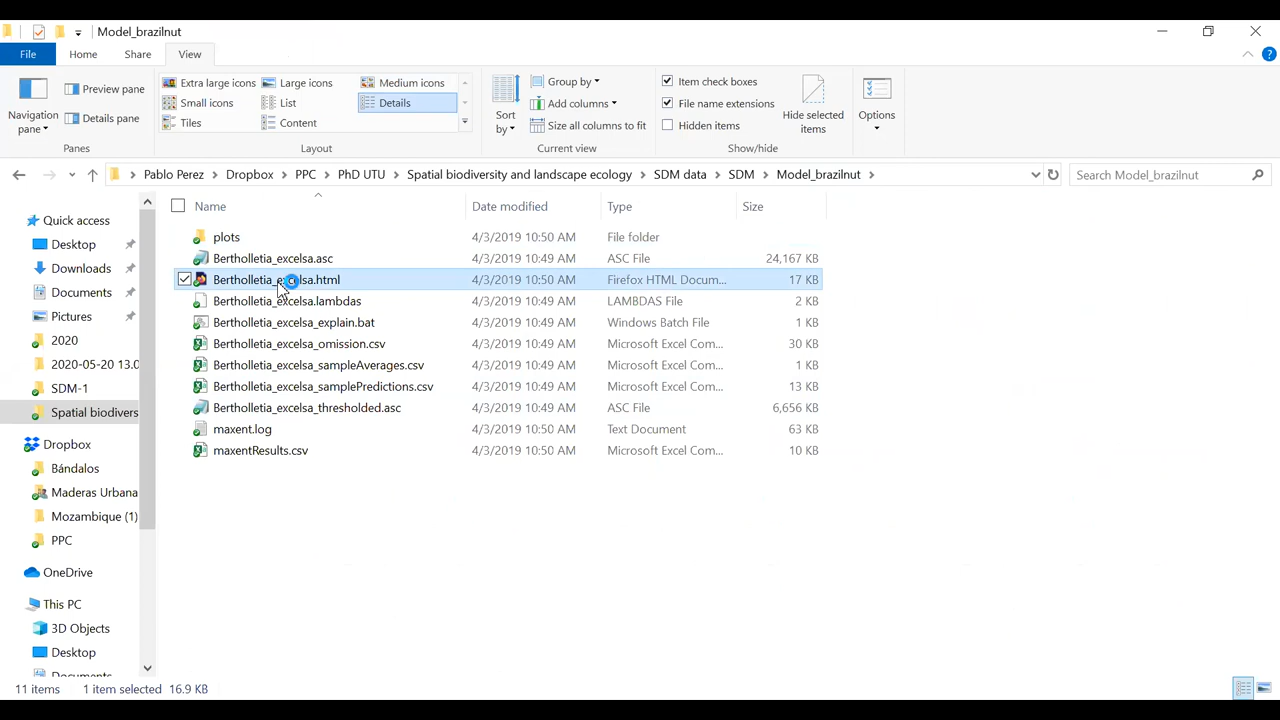 Model_brazilnut
File Home Share View
Navigation pane
Preview pane
Details pane
Panes
Extra large icons Large icons Medium icons
Small icons List Details
Tiles Content
Layout
Sort by
Group by
Add columns
Size all columns to fit
Current view
Item check boxes
File name extensions
Hidden items
Hide selected items
Show/hide
Options
Pablo Perez Dropbox PPC PhD UTU Spatial biodiversity and landscape ecology SDM data SDM Model_brazilnut
Search Model_brazilnut
Name Date modified Type Size
plots 4/3/2019 10:50 AM File folder
Bertholletia_excelsa.asc 4/3/2019 10:50 AM ASC File 24,167 KB
Bertholletia_excelsa.html 4/3/2019 10:50 AM Firefox HTML Docum... 17 KB
Bertholletia_excelsa.lambdas 4/3/2019 10:49 AM LAMBDAS File 2 KB
Bertholletia_excelsa_explain.bat 4/3/2019 10:49 AM Windows Batch File 1 KB
Bertholletia_excelsa_omission.csv 4/3/2019 10:49 AM Microsoft Excel Com... 30 KB
Bertholletia_excelsa_sampleAverages.csv 4/3/2019 10:49 AM Microsoft Excel Com... 1 KB
Bertholletia_excelsa_samplePredictions.csv 4/3/2019 10:49 AM Microsoft Excel Com... 13 KB
Bertholletia_excelsa_thresholded.asc 4/3/2019 10:49 AM ASC File 6,656 KB
maxent.log 4/3/2019 10:50 AM Text Document 63 KB
maxentResults.csv 4/3/2019 10:50 AM Microsoft Excel Com... 10 KB
Quick access
Desktop
Downloads
Documents
Pictures
2020
2020-05-20 13.0
SDM-1
Spatial biodivers
Dropbox
Bándalos
Maderas Urbana
Mozambique (1)
PPC
OneDrive
This PC
3D Objects
Desktop
Documents
11 items 1 item selected 16.9 KB